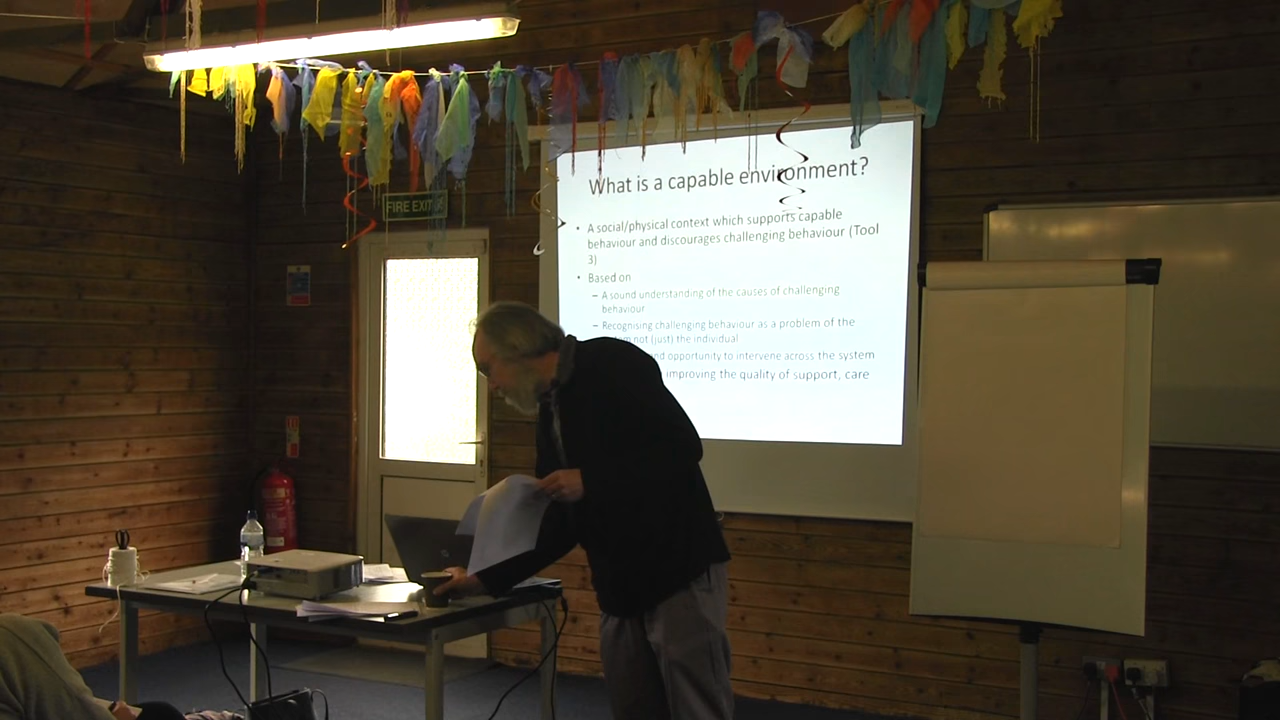 FIRE EXIT
What is a capable environment?
• A social/physical context which supports capable
behaviour and discourages challenging behaviour (Tool
3)
• Based on
– A sound understanding of the causes of challenging
behaviour
– Recognising challenging behaviour as a problem of the
not (just) the individual
and opportunity to intervene across the system
improving the quality of support, care